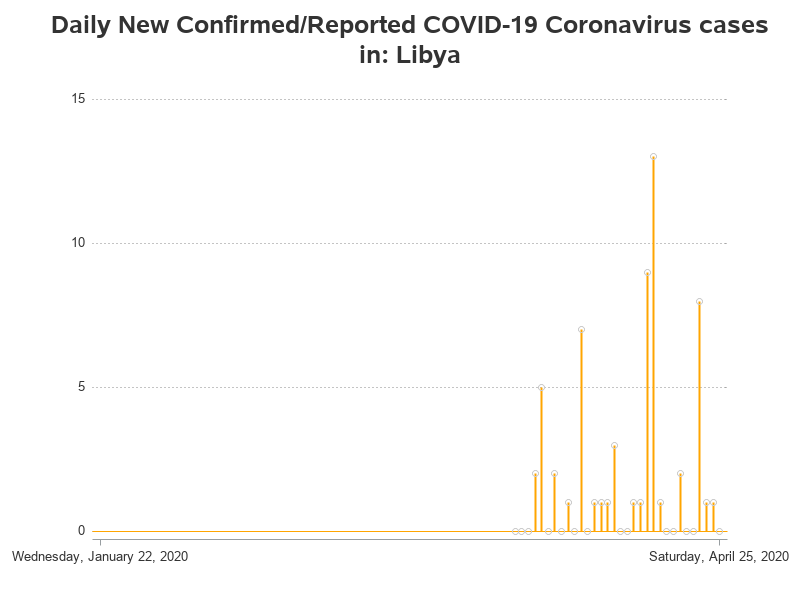 Daily New Confirmed/Reported COVID-19 Coronavirus cases
in: Libya
15
10
5
0
Wednesday, January 22, 2020 Saturday, April 25, 2020